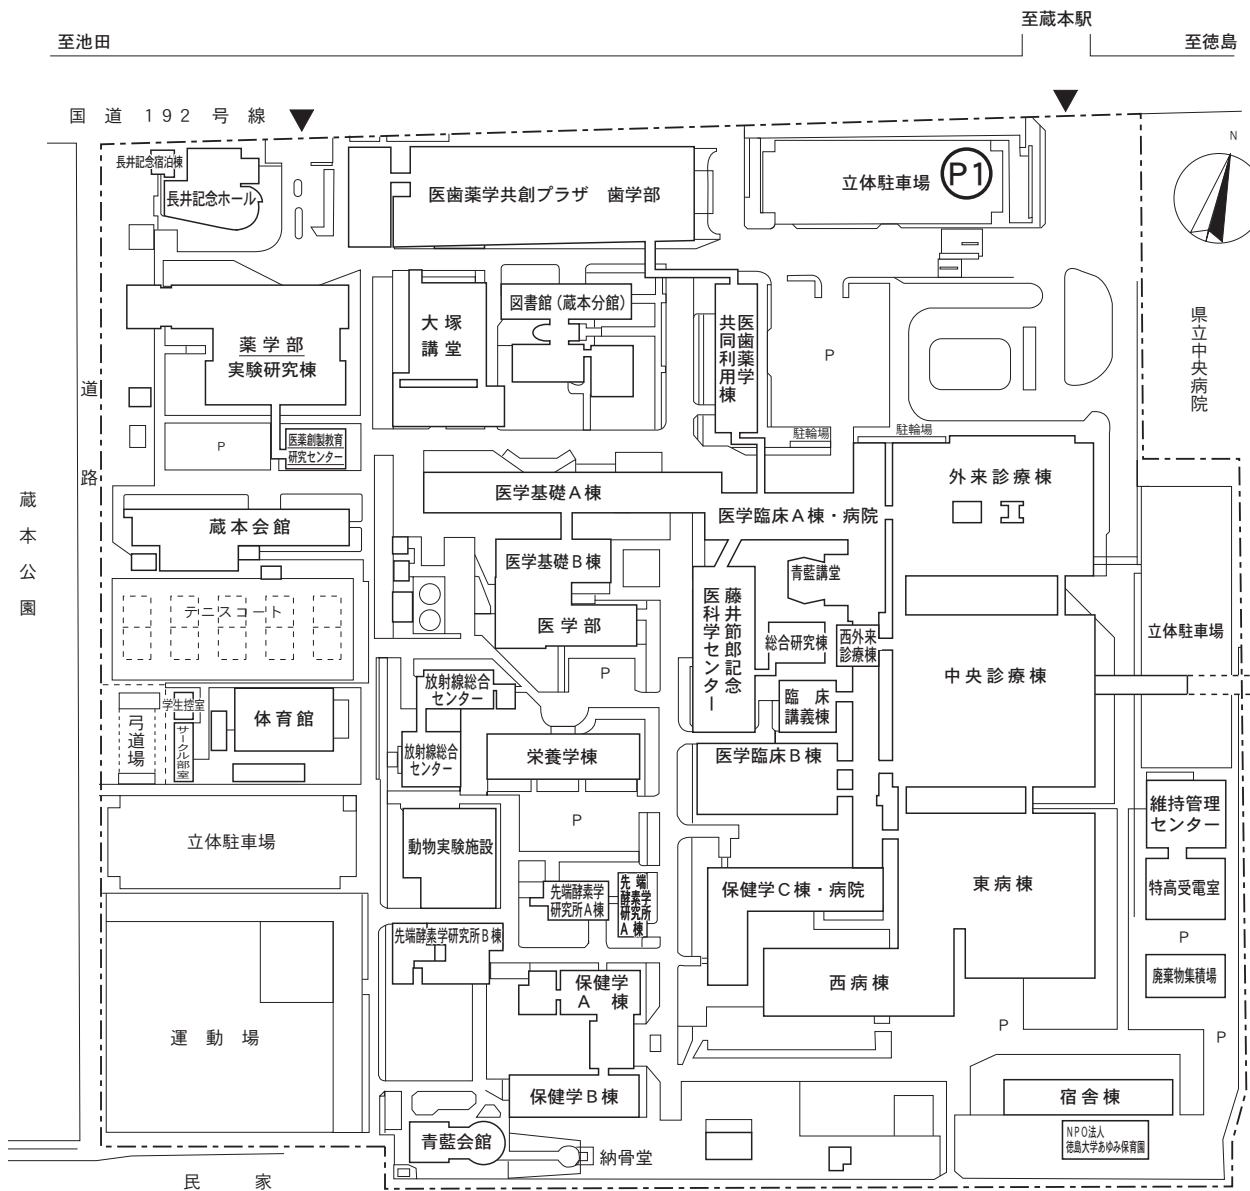 至蔵本駅
至池田
至徳島
国道192号線
N
長井記念宿泊棟
長井記念ホール
医歯薬学共創プラザ 歯学部
立体駐車場
P1
県立中央病院
図書館（蔵本分館）
大塚
講堂
医歯薬学
共同利用棟
P
薬学部
実験研究棟
道路
駐輪場
駐輪場
P
医薬創製教育
研究センター
外来診療棟
医学基礎A棟
医学臨床A棟・病院
蔵本会館
蔵本公園
医学基礎B棟
青藍講堂
藤井節郎記念
医科学センター
テニスコート
医学部
総合研究棟
西外来
診療棟
立体駐車場
P
中央診療棟
放射線総合
センター
臨床
講義棟
学生控室
弓道場
サークル部室
体育館
放射線総合
センター
栄養学棟
医学臨床B棟
維持管理
センター
P
立体駐車場
動物実験施設
先端酵素学
研究所A棟
先端
酵素学
研究所
A棟
保健学C棟・病院
東病棟
特高受電室
先端酵素学研究所B棟
P
廃棄物集積場
保健学
A棟
西病棟
運動場
P
P
保健学B棟
宿舎棟
青藍会館
納骨堂
NPO法人
徳島大学あゆみ保育園
民家